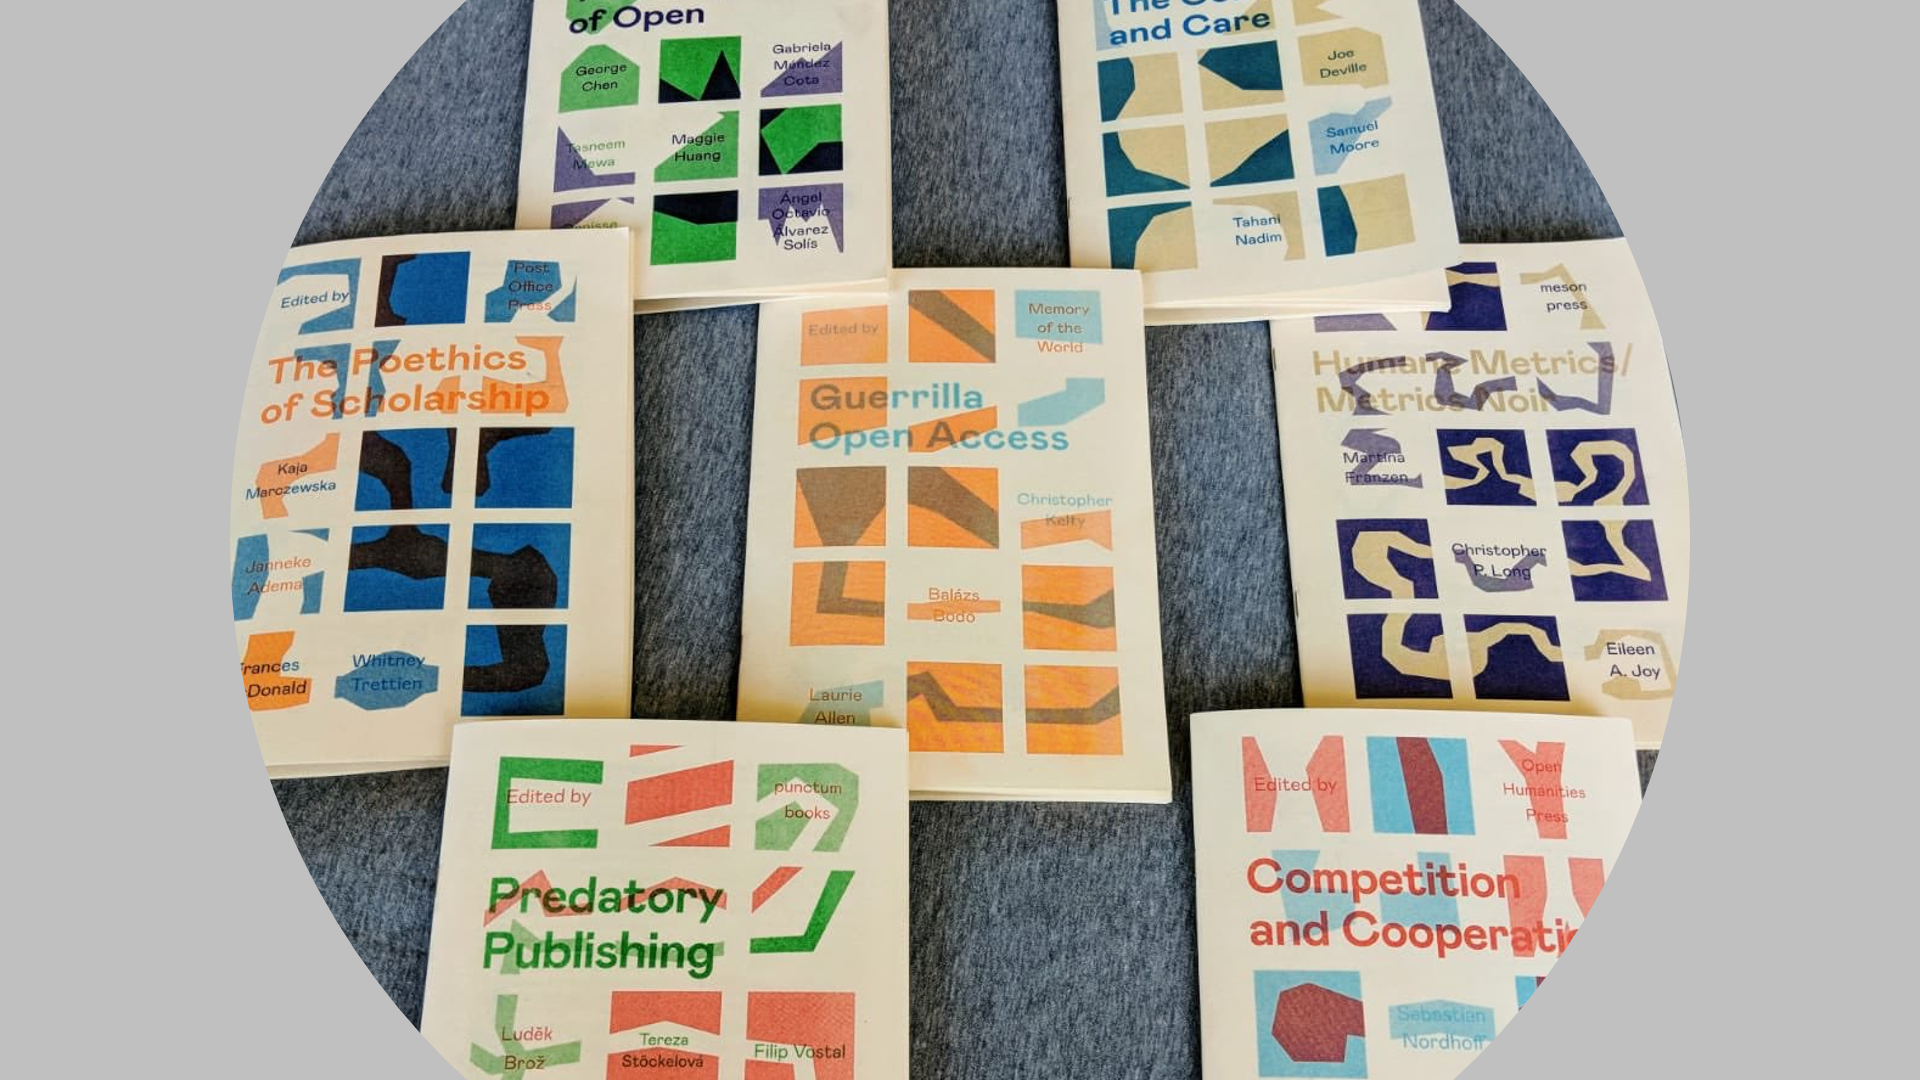 of Open
George
Chen
Gabriela
Méndez
Cota
Tasneem
Mewa
Maggie
Huang
Ángel
Octavio
Álvarez
Solís
and Care
Joe
Deville
Samuel
Moore
Tahani
Nadim
Edited by
Post
Office
Press
The Poethics
of Scholarship
Kaja
Marczewska
Janneke
Adema
Whitney
Trettien
Edited by
Memory
of the
World
Guerrilla
Open Access
Christopher
Kelty
Balázs
Bodó
Laurie
Allen
meson
press
Humane Metrics/
Metrics Noir
Martina
Franzen
Christopher
P. Long
Eileen
A. Joy
Edited by
punctum
books
Predatory
Publishing
Luděk
Brož
Tereza
Stöckelová
Filip Vostal
Edited by
Open
Humanities
Press
Competition
and Cooperatio
Sebastian
Nordhoff